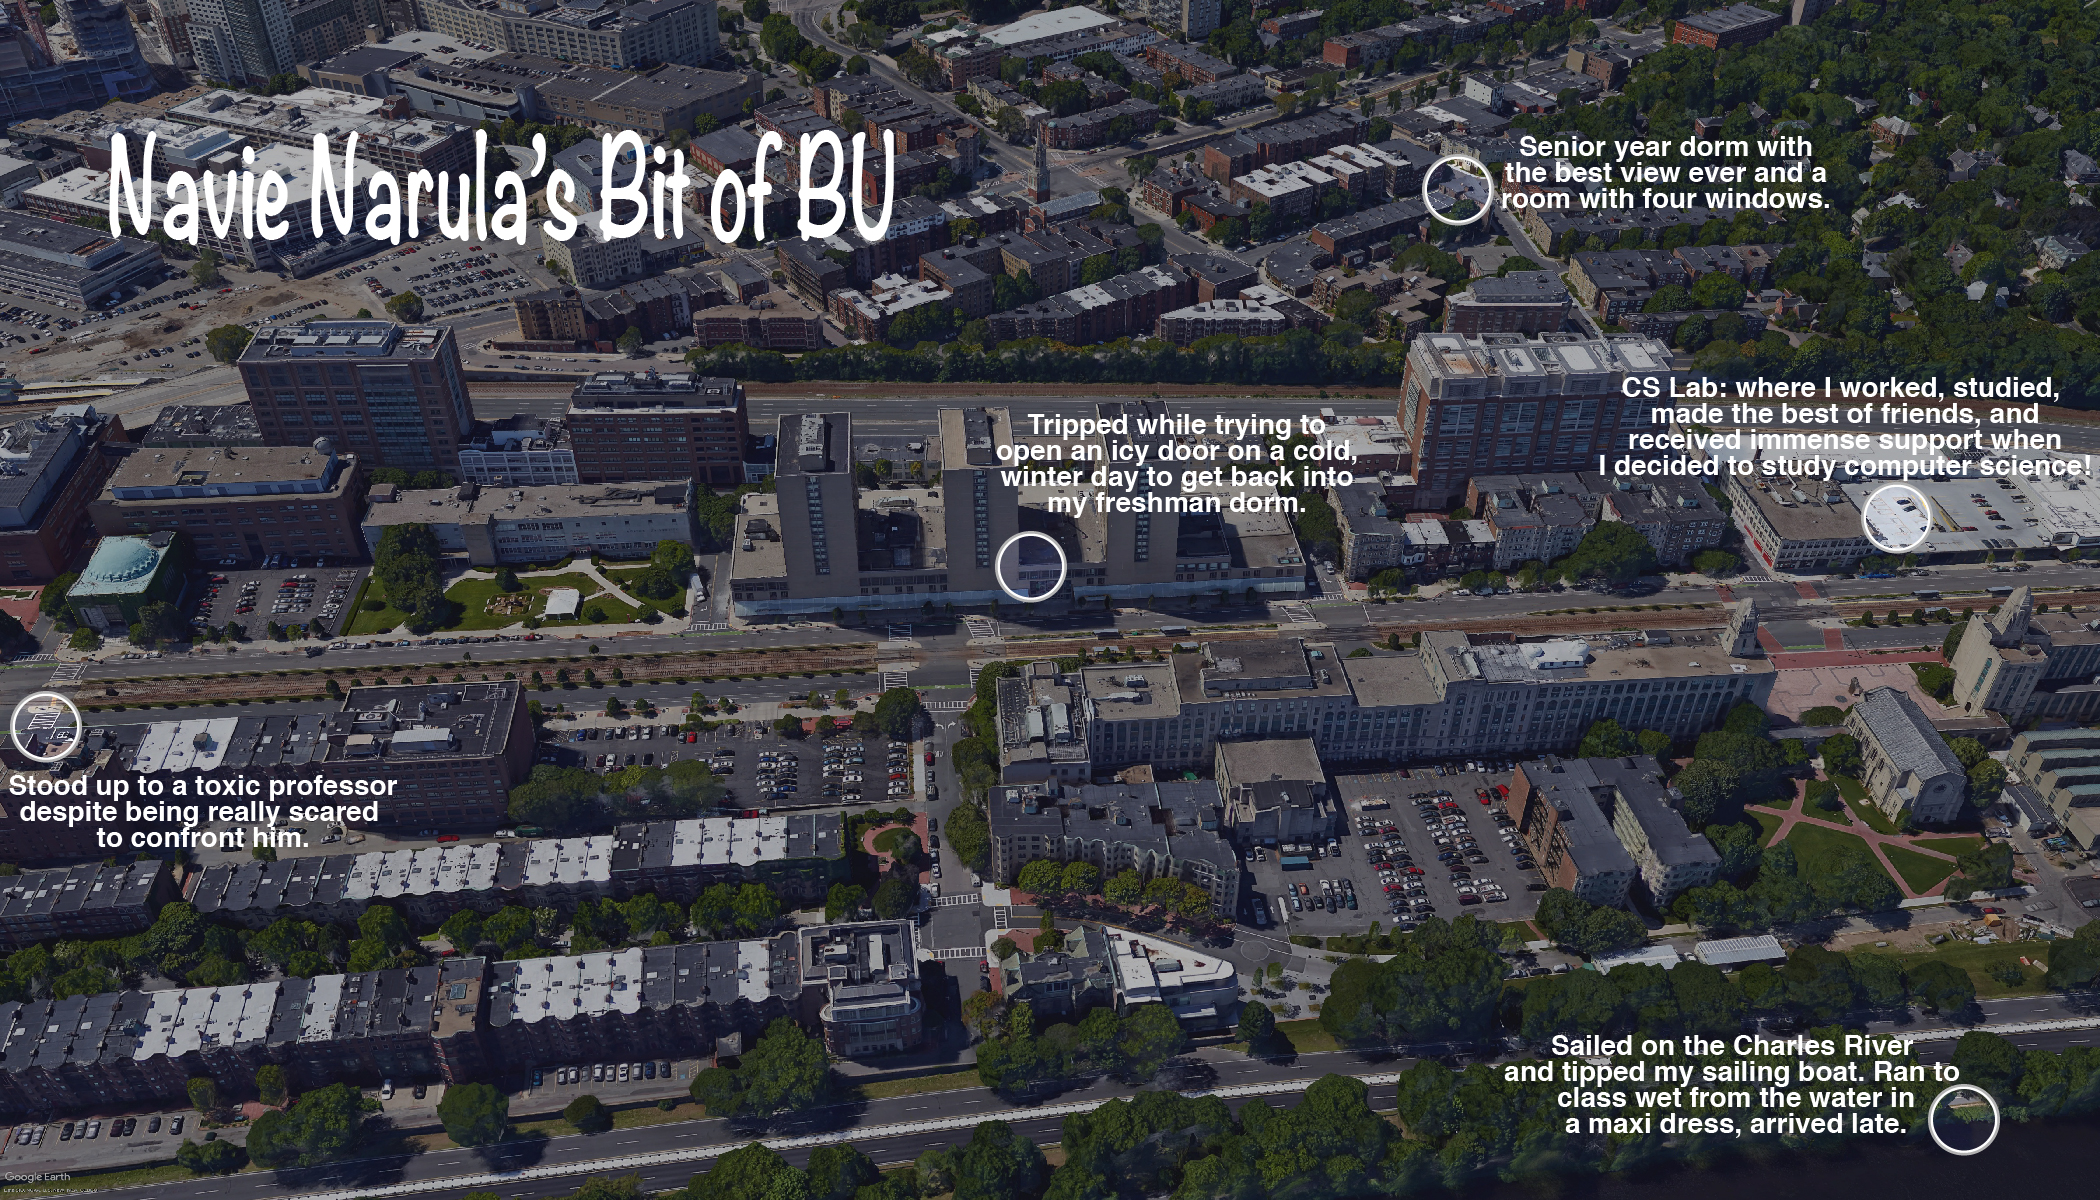 Navie Narula's Bit of BU
Senior year dorm with
the best view ever and a
room with four windows.
CS Lab: where I worked, studied,
made the best of friends, and
received immense support when
I decided to study computer science!
Tripped while trying to
open an icy door on a cold,
winter day to get back into
my freshman dorm.
Stood up to a toxic professor
despite being really scared
to confront him.
Sailed on the Charles River
and tipped my sailing boat. Ran to
class wet from the water in
a maxi dress, arrived late.
Google Earth